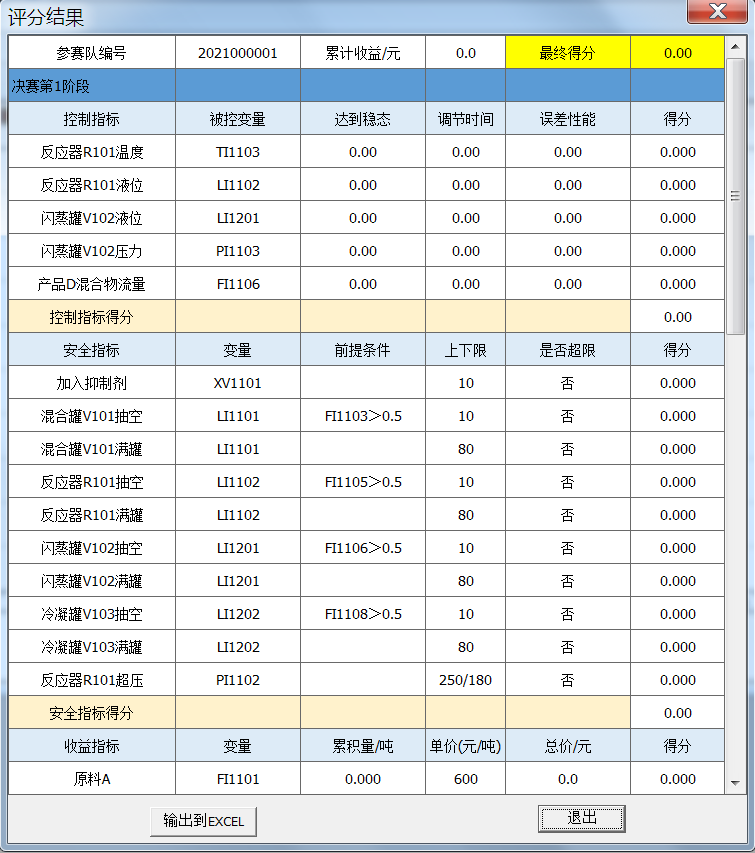 评分结果
参赛队编号 2021000001 累计收益/元 0.0 最终得分 0.00
决赛第1阶段
控制指标 被控变量 达到稳态 调节时间 误差性能 得分
反应器R101温度 TI1103 0.00 0.00 0.00 0.000
反应器R101液位 LI1102 0.00 0.00 0.00 0.000
闪蒸罐V102液位 LI1201 0.00 0.00 0.00 0.000
闪蒸罐V102压力 PI1103 0.00 0.00 0.00 0.000
产品D混合物流量 FI1106 0.00 0.00 0.00 0.000
控制指标得分 0.00
安全指标 变量 前提条件 上下限 是否超限 得分
加入抑制剂 XV1101 10 否 0.000
混合罐V101抽空 LI1101 FI1103＞0.5 10 否 0.000
混合罐V101满罐 LI1101 80 否 0.000
反应器R101抽空 LI1102 FI1105＞0.5 10 否 0.000
反应器R101满罐 LI1102 80 否 0.000
闪蒸罐V102抽空 LI1201 FI1106＞0.5 10 否 0.000
闪蒸罐V102满罐 LI1201 80 否 0.000
冷凝罐V103抽空 LI1202 FI1108＞0.5 10 否 0.000
冷凝罐V103满罐 LI1202 80 否 0.000
反应器R101超压 PI1102 250/180 否 0.000
安全指标得分 0.00
收益指标 变量 累积量/吨 单价(元/吨) 总价/元 得分
原料A FI1101 0.000 600 0.0 0.000
输出到EXCEL 退出